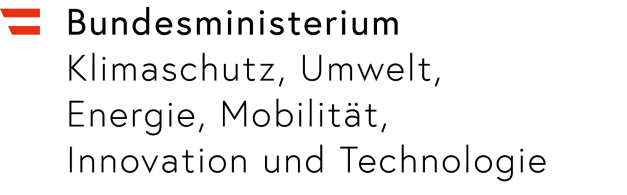 Bundesministerium
Klimaschutz, Umwelt,
Energie, Mobilität,
Innovation und Technologie